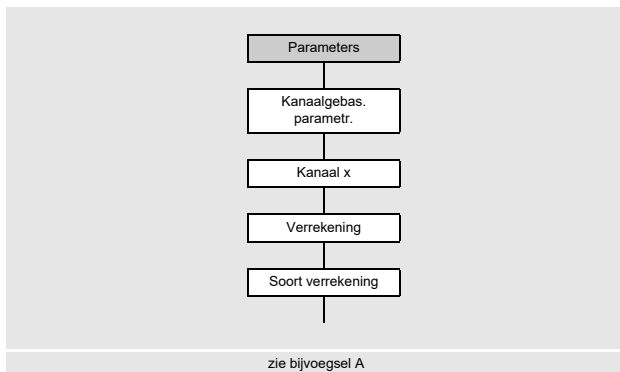 Parameters
Kanaalgebas.
parametr.
Kanaal x
Verrekening
Soort verrekening
zie bijvoegsel A